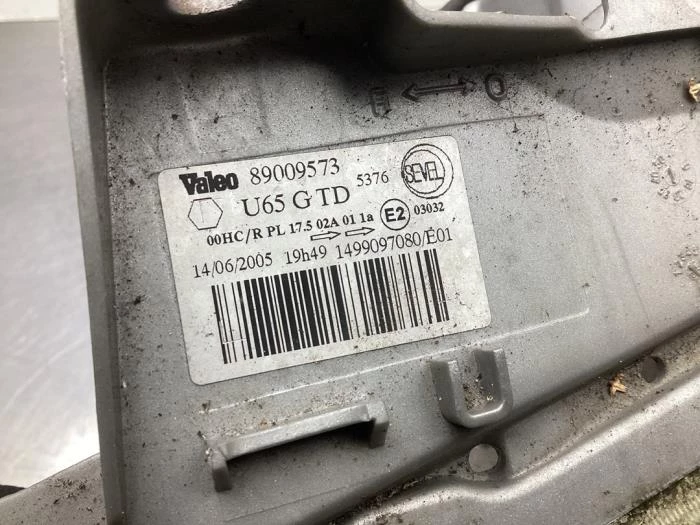 Valeo 89009573 5376 SEVEL
U65 G TD
00HC/R PL 17.5 02A 01 1a E2 03032
14/06/2005 19h49 1499097080/E01